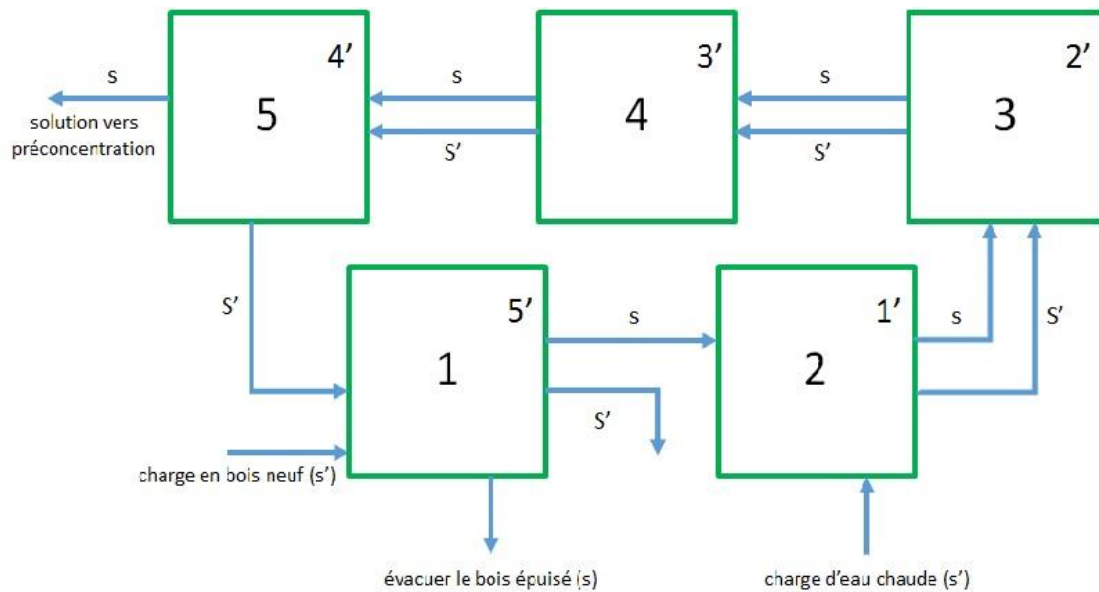 4' 3' 2'
s s s
5 4 3
solution vers
préconcentration
S' S'
S' 5' s 1' s S'
1 2
S'
charge en bois neuf (s')
évacuer le bois épuisé (s) charge d'eau chaude (s')